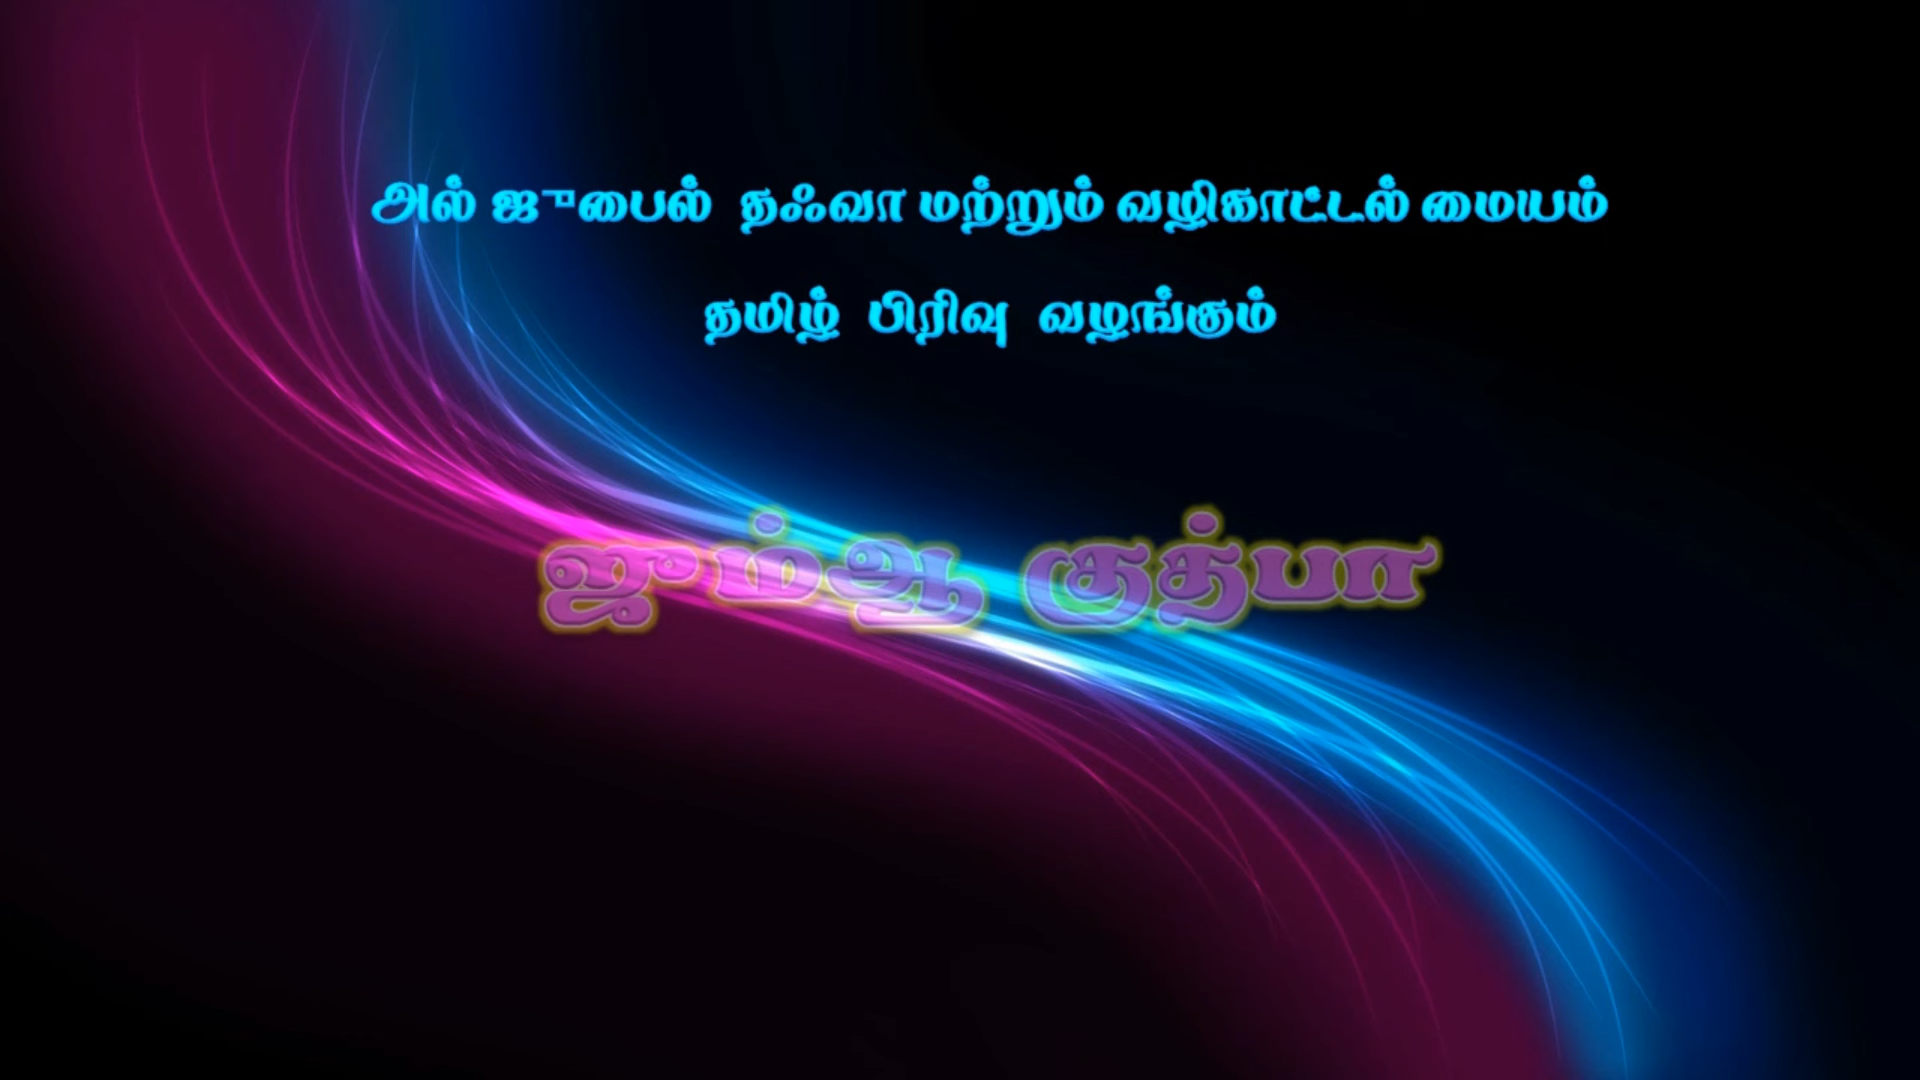 அல் ஜுபைல் தஃவா மற்றும் வழிகாட்டல் மையம்
தமிழ் பிரிவு வழங்கும்
ஜும்ஆ குத்பா